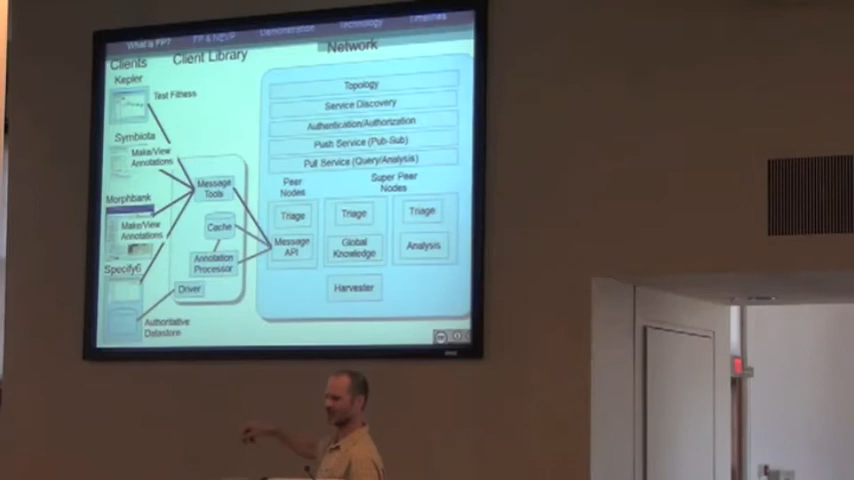 What is FP?
FP & NEVP
Demonstration
Technology
Timelines
Clients
Client Library
Network
Kepler
Test Fitness
Symbiota
Make/View
Annotations
Morphbank
Make/View
Annotations
Specify6
Authoritative
Datastore
Message
Tools
Cache
Annotation
Processor
Driver
Topology
Service Discovery
Authentication/Authorization
Push Service (Pub-Sub)
Pull Service (Query/Analysis)
Peer
Nodes
Super Peer
Nodes
Triage
Message
API
Triage
Global
Knowledge
Harvester
Triage
Analysis